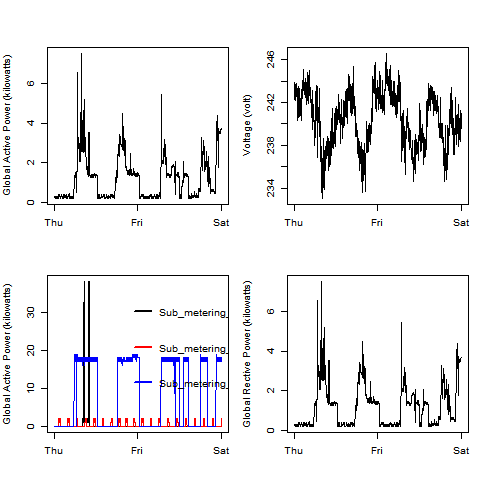 Global Active Power (kilowatts)
0 2 4 6
Thu Fri Sat
Voltage (volt)
234 238 242 246
Thu Fri Sat
Global Active Power (kilowatts)
0 10 20 30
Sub_metering_
Sub_metering_
Sub_metering_
Thu Fri Sat
Global Rective Power (kilowatts)
0 2 4 6
Thu Fri Sat